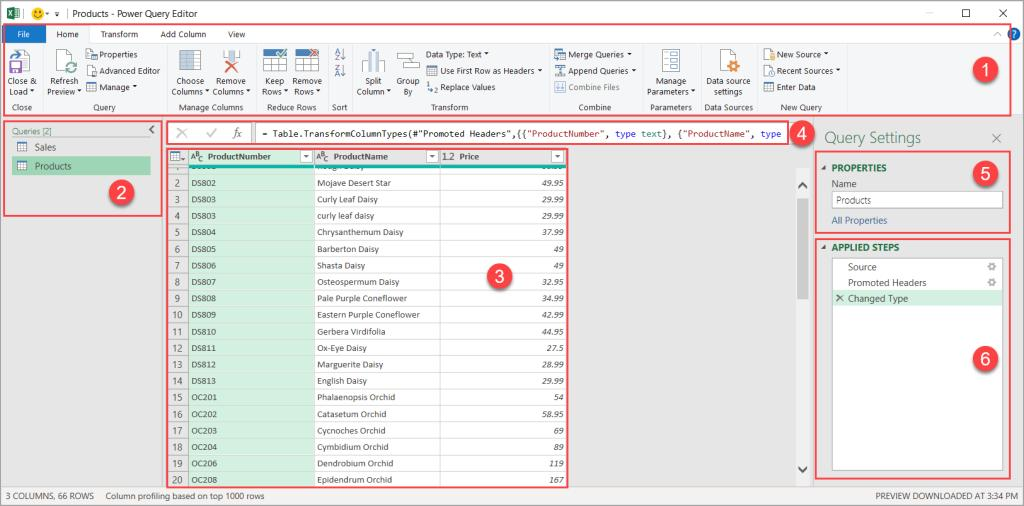 Products - Power Query Editor
File Home Transform Add Column View
Close & Load
Refresh Preview
Properties
Advanced Editor
Manage
Choose Columns
Remove Columns
Keep Rows
Remove Rows
Split Column
Group By
Data Type: Text
Use First Row as Headers
Replace Values
Merge Queries
Append Queries
Combine Files
Manage Parameters
Data source settings
New Source
Recent Sources
Enter Data
1
Close Query Manage Columns Reduce Rows Sort Transform Combine Parameters Data Sources New Query
Queries [2]
Sales
Products
2
fx = Table.TransformColumnTypes(#"Promoted Headers",{{"ProductNumber", type text}, {"ProductName", type
4
ABC ProductNumber ABC ProductName 1.2 Price
2 DS802 Mojave Desert Star 49.95
3 DS803 Curly Leaf Daisy 29.99
4 DS803 curly leaf daisy 29.99
5 DS804 Chrysanthemum Daisy 37.99
6 DS805 Barberton Daisy 49
7 DS806 Shasta Daisy 49
8 DS807 Osteospermum Daisy 32.95
9 DS808 Pale Purple Coneflower 34.99
10 DS809 Eastern Purple Coneflower 42.99
11 DS810 Gerbera Virdifolia 44.95
12 DS811 Ox-Eye Daisy 27.5
13 DS812 Marguerite Daisy 28.99
14 DS813 English Daisy 29.99
15 OC201 Phalaenopsis Orchid 54
16 OC202 Catasetum Orchid 58.95
17 OC203 Cycnoches Orchid 69
18 OC204 Cymbidium Orchid 89
19 OC206 Dendrobium Orchid 119
20 OC208 Epidendrum Orchid 167
3
Query Settings
PROPERTIES
Name
Products
All Properties
5
APPLIED STEPS
Source
Promoted Headers
Changed Type
6
3 COLUMNS, 66 ROWS Column profiling based on top 1000 rows PREVIEW DOWNLOADED AT 3:34 PM